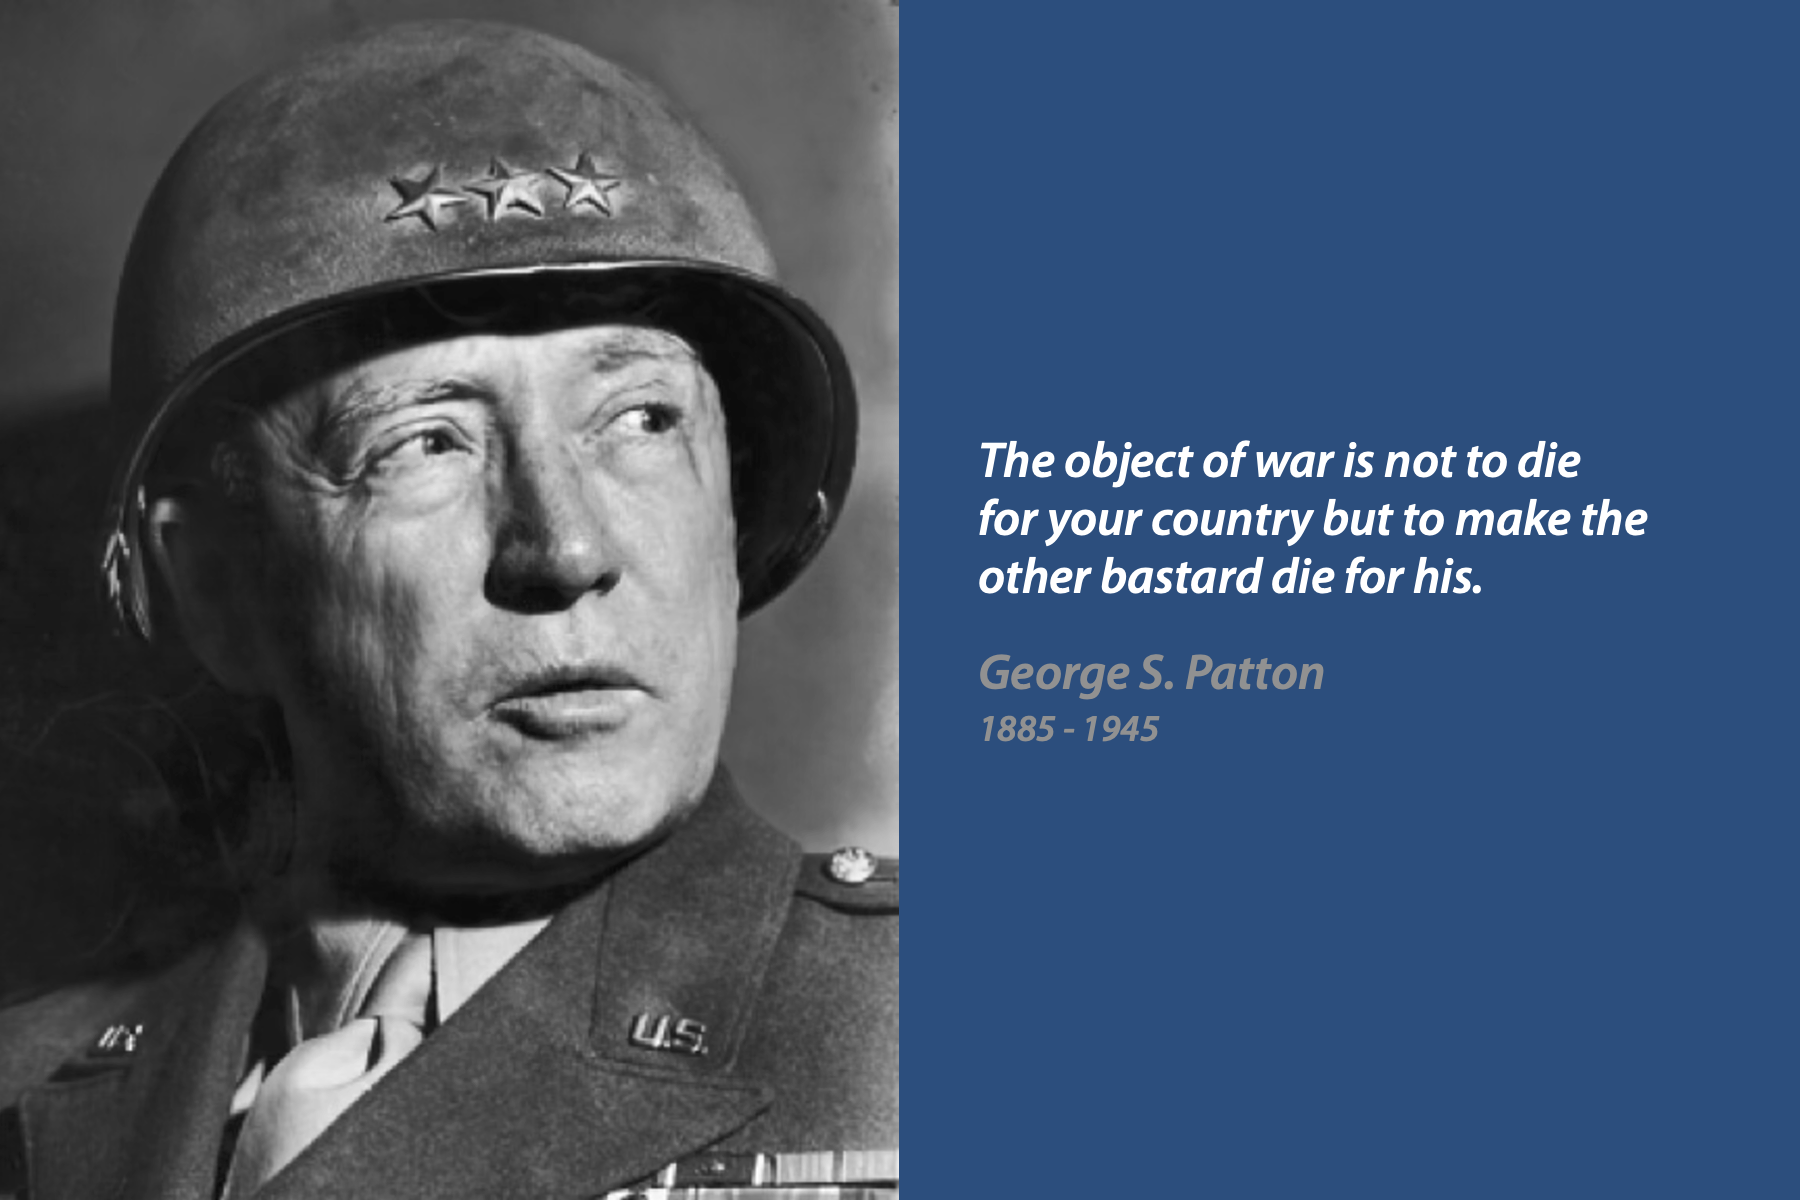 The object of war is not to die
for your country but to make the
other bastard die for his.
George S. Patton
1885 - 1945
U.S.